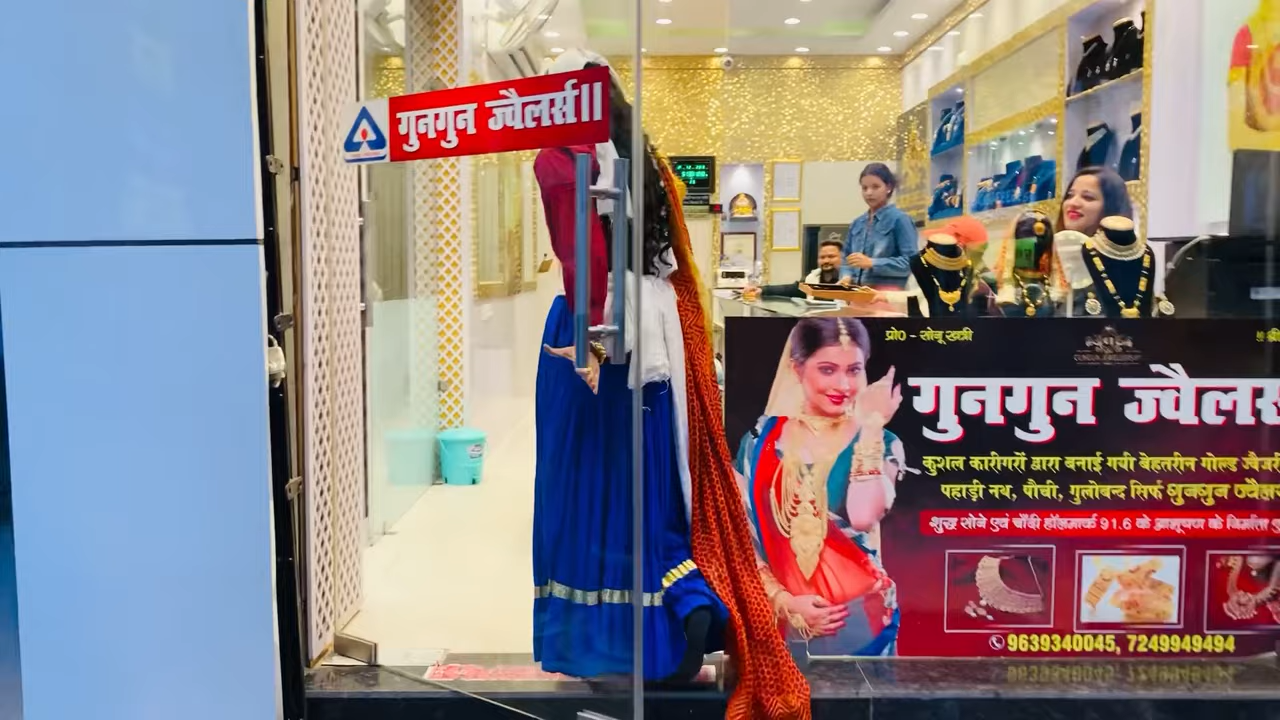 गुनगुन ज्वैलर्स।।
प्रो0 - सोनू खत्री
गुनगुन ज्वैलर्स
कुशल कारीगरों द्वारा बनाई गयी बेहतरीन गोल्ड ज्वैलरी
पहाड़ी नथ, पौची, गुलोबन्द सिर्फ गुनगुन ज्वैलर्स
शुद्ध सोने एवं चाँदी हॉलमार्क 91.6 के आभूषण के निर्माता
9639340045, 7249949494